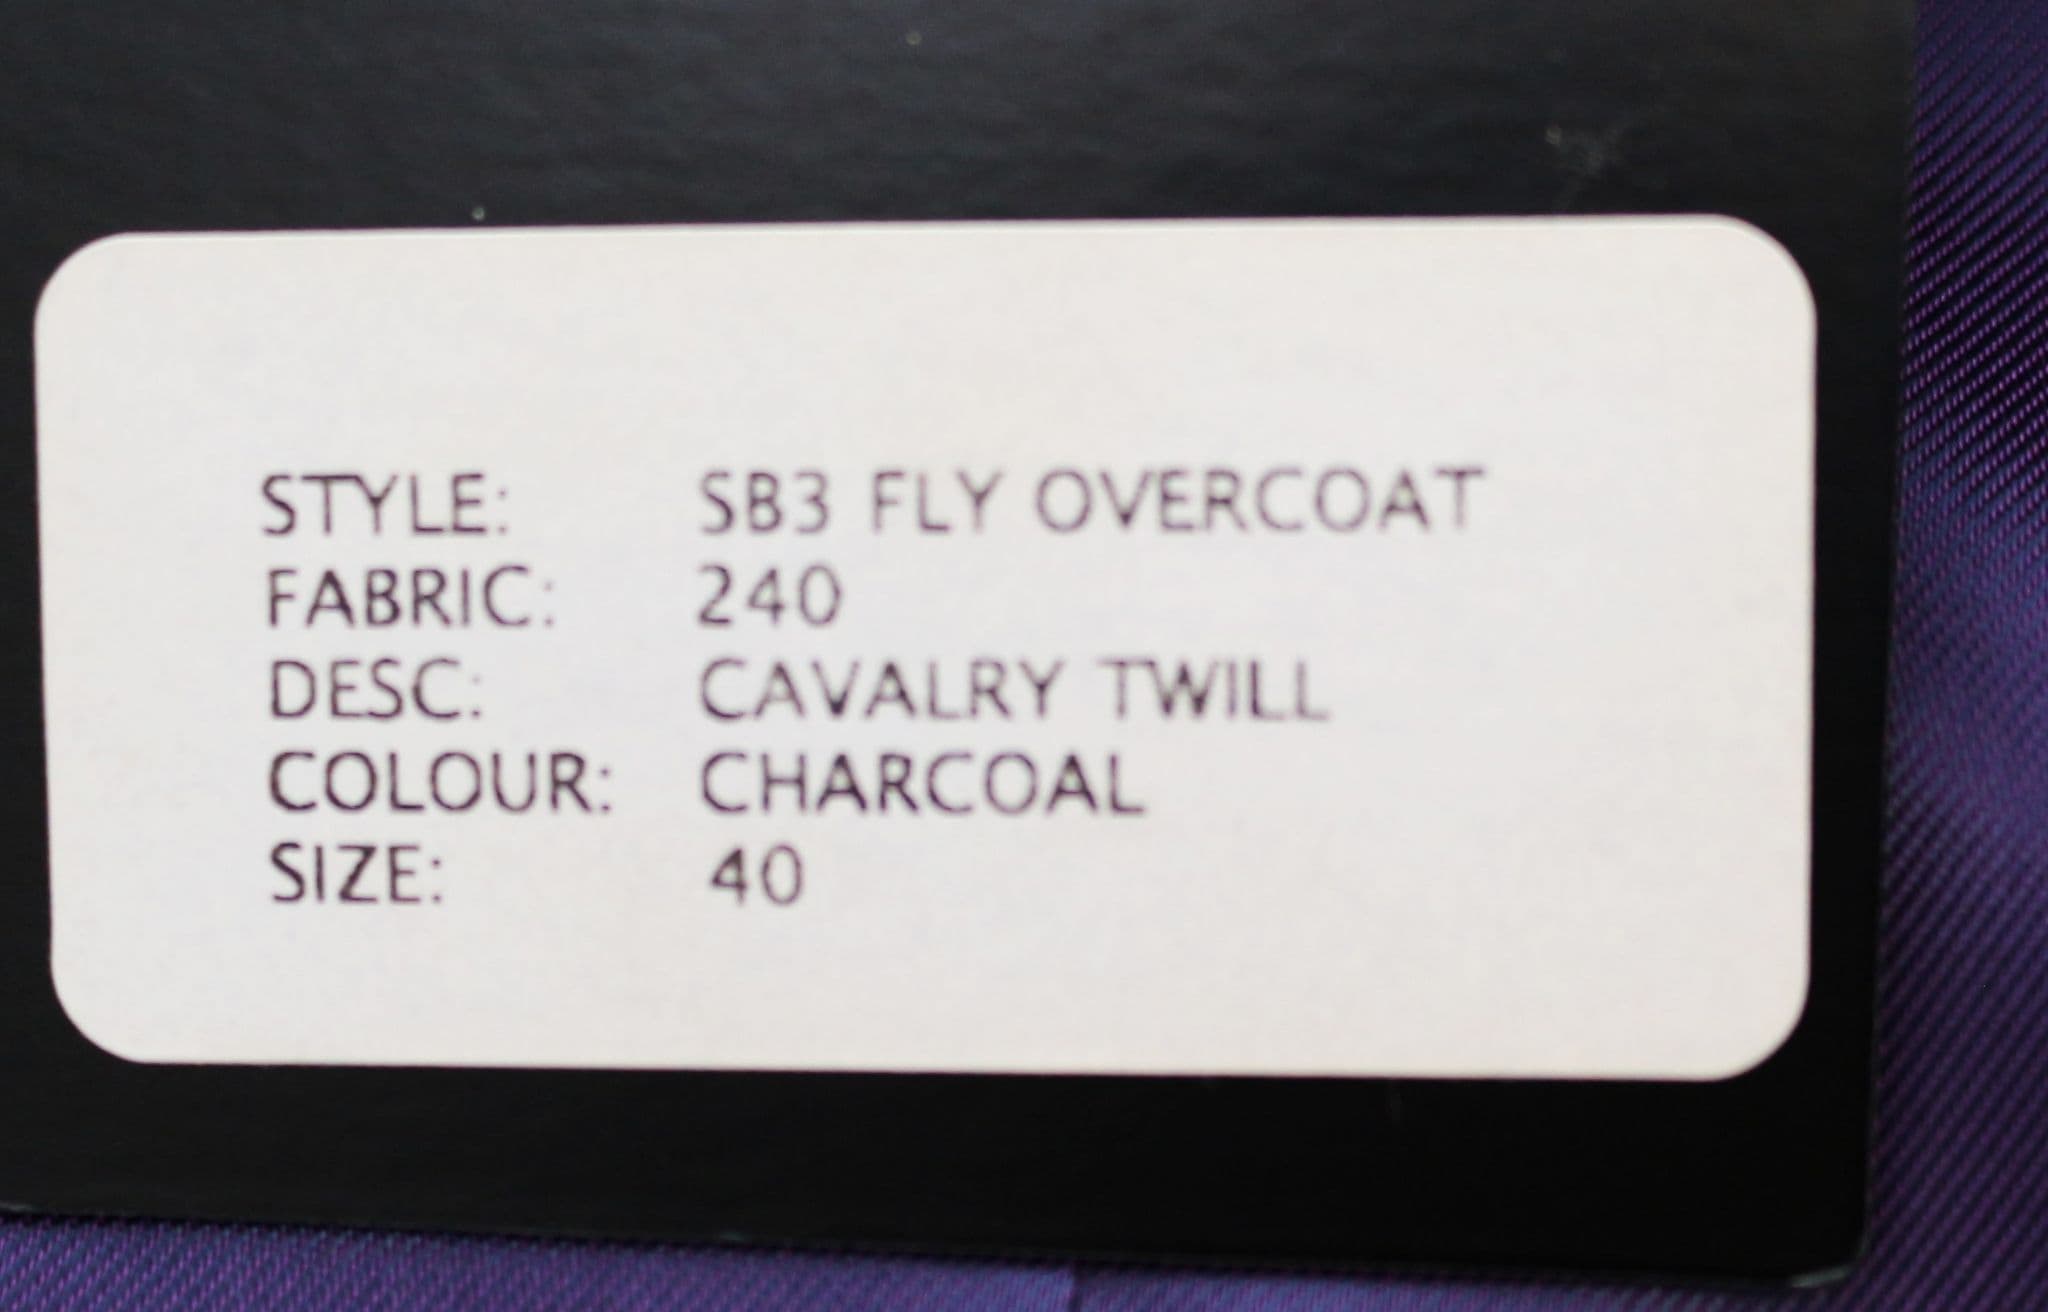 STYLE: SB3 FLY OVERCOAT
FABRIC: 240
DESC: CAVALRY TWILL
COLOUR: CHARCOAL
SIZE: 40